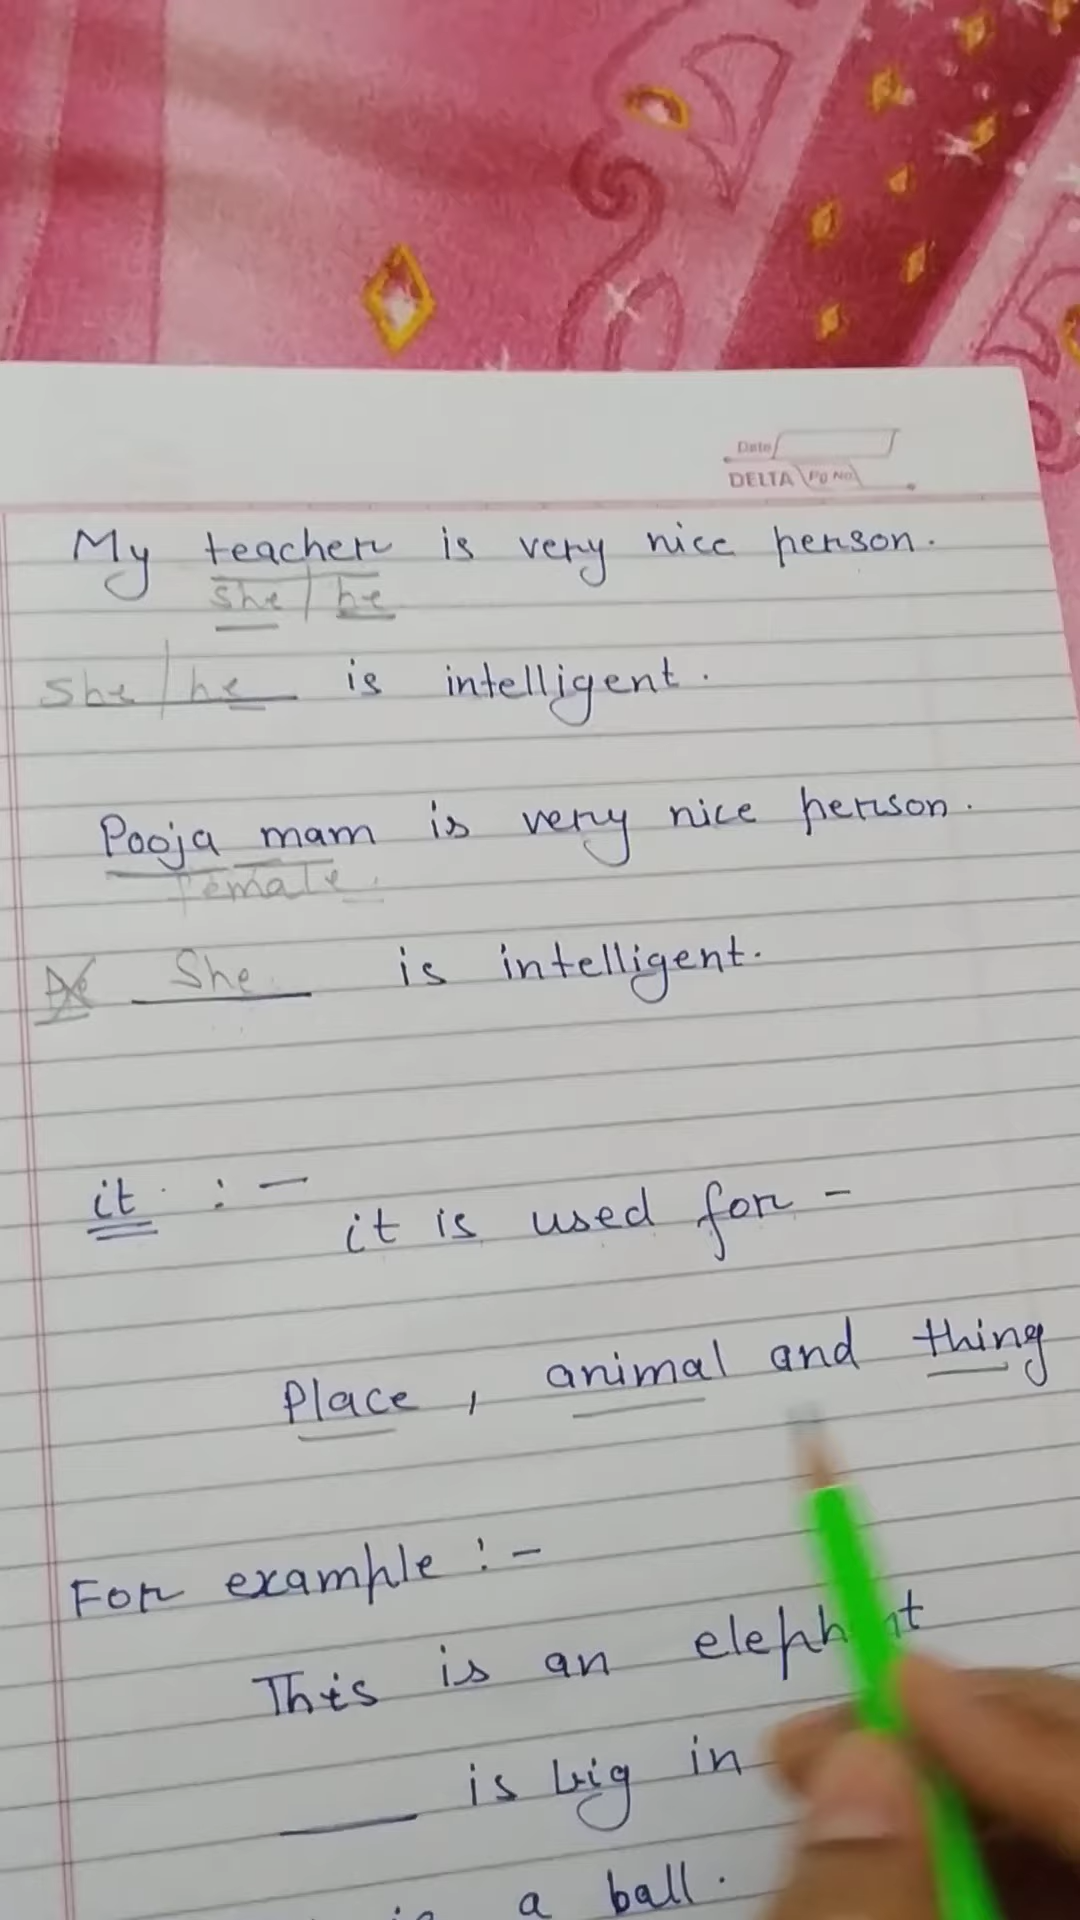 Date
DELTA Pg No
My teacher is very nice person.
she / he
She / he is intelligent.
Pooja mam is very nice person.
Female.
She is intelligent.
it : - it is used for -
Place, animal and thing
For example : -
This is an
is big in
a ball.